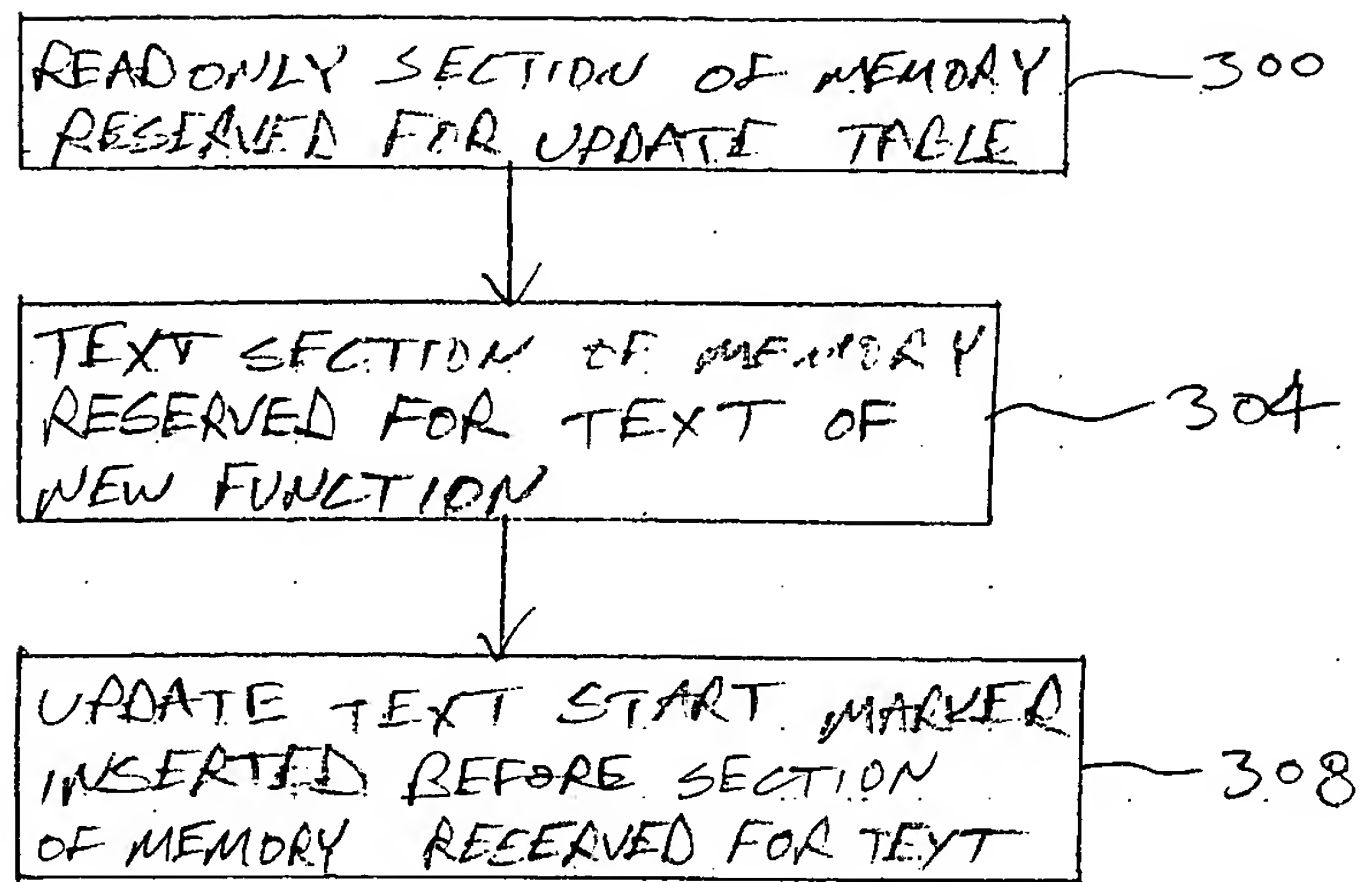 READONLY SECTION OF MEMORY
RESERVED FOR UPDATE TABLE
300
TEXT SECTION OF MEMORY
RESERVED FOR TEXT OF
NEW FUNCTION
304
UPDATE TEXT START MARKER
INSERTED BEFORE SECTION
OF MEMORY RESERVED FOR TEXT
308